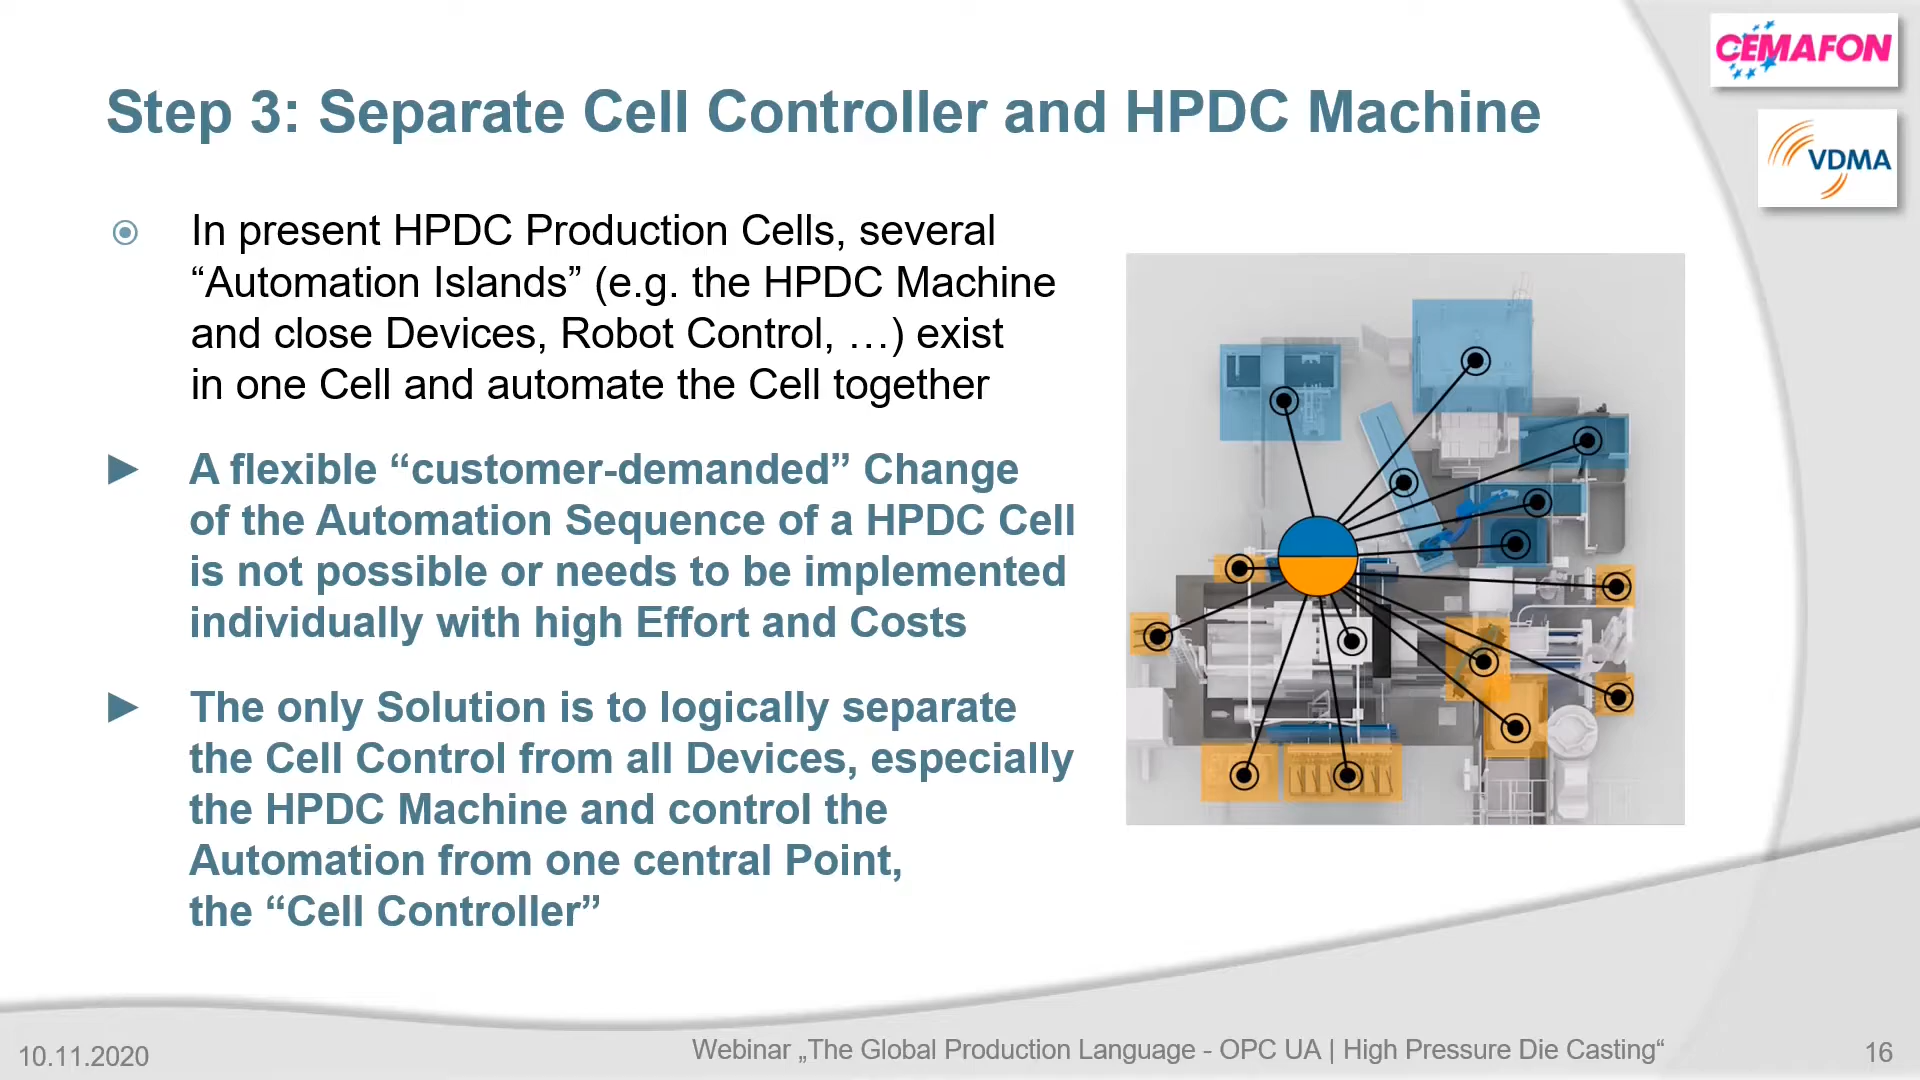 CEMAFON
Step 3: Separate Cell Controller and HPDC Machine
VDMA
In present HPDC Production Cells, several
“Automation Islands” (e.g. the HPDC Machine
and close Devices, Robot Control, …) exist
in one Cell and automate the Cell together
A flexible “customer-demanded” Change
of the Automation Sequence of a HPDC Cell
is not possible or needs to be implemented
individually with high Effort and Costs
The only Solution is to logically separate
the Cell Control from all Devices, especially
the HPDC Machine and control the
Automation from one central Point,
the “Cell Controller”
10.11.2020
Webinar „The Global Production Language - OPC UA | High Pressure Die Casting“
16